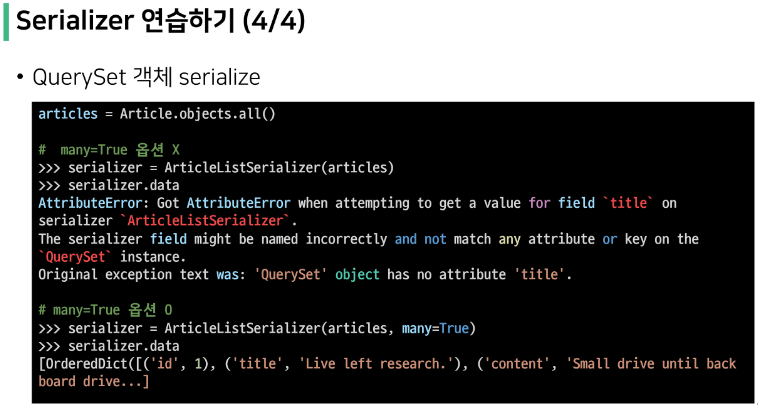 Serializer 연습하기 (4/4)
• QuerySet 객체 serialize
articles = Article.objects.all()
#  many=True 옵션 X
>>> serializer = ArticleListSerializer(articles)
>>> serializer.data
AttributeError: Got AttributeError when attempting to get a value for field `title` on
serializer `ArticleListSerializer`.
The serializer field might be named incorrectly and not match any attribute or key on the
`QuerySet` instance.
Original exception text was: 'QuerySet' object has no attribute 'title'.
# many=True 옵션 O
>>> serializer = ArticleListSerializer(articles, many=True)
>>> serializer.data
[OrderedDict([('id', 1), ('title', 'Live left research.'), ('content', 'Small drive until back
board drive...]